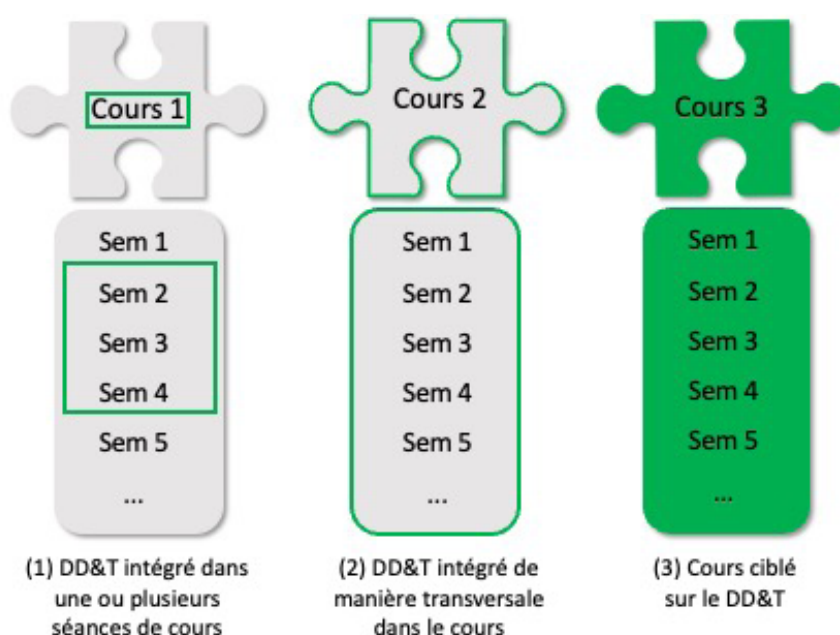 Cours 1
Sem 1
Sem 2
Sem 3
Sem 4
Sem 5
...
(1) DD&T intégré dans
une ou plusieurs
séances de cours
Cours 2
Sem 1
Sem 2
Sem 3
Sem 4
Sem 5
...
(2) DD&T intégré de
manière transversale
dans le cours
Cours 3
Sem 1
Sem 2
Sem 3
Sem 4
Sem 5
...
(3) Cours ciblé
sur le DD&T